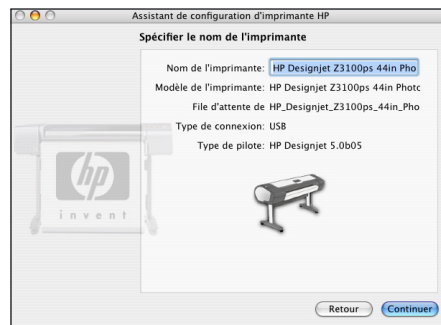 Assistant de configuration d'imprimante HP
Spécifier le nom de l'imprimante
Nom de l'imprimante: HP Designjet Z3100ps 44in Pho
Modèle de l'imprimante: HP Designjet Z3100ps 44in Photo
File d'attente de HP_Designjet_Z3100ps_44in_Pho
Type de connexion: USB
Type de pilote: HP Designjet 5.0b05
hp
invent
Retour Continuer